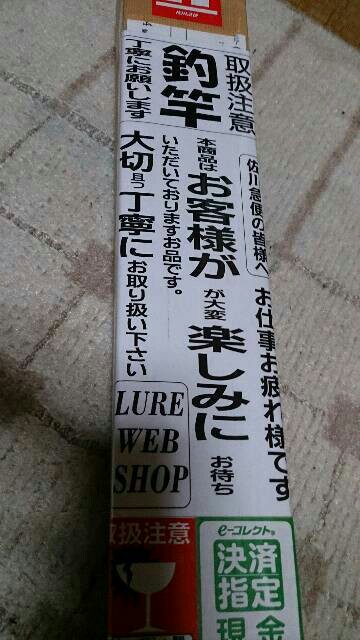 取扱注意
釣竿
丁寧にお願いします
佐川急便の皆様へ
お仕事お疲れ様です
本商品は
お客様が
が大変
楽しみに
お待ち
いただいておりますお品です。
大切且つ丁寧に
お取り扱い下さい
LURE
WEB
SHOP
取扱注意
e-コレクト®
決済
指定
現金